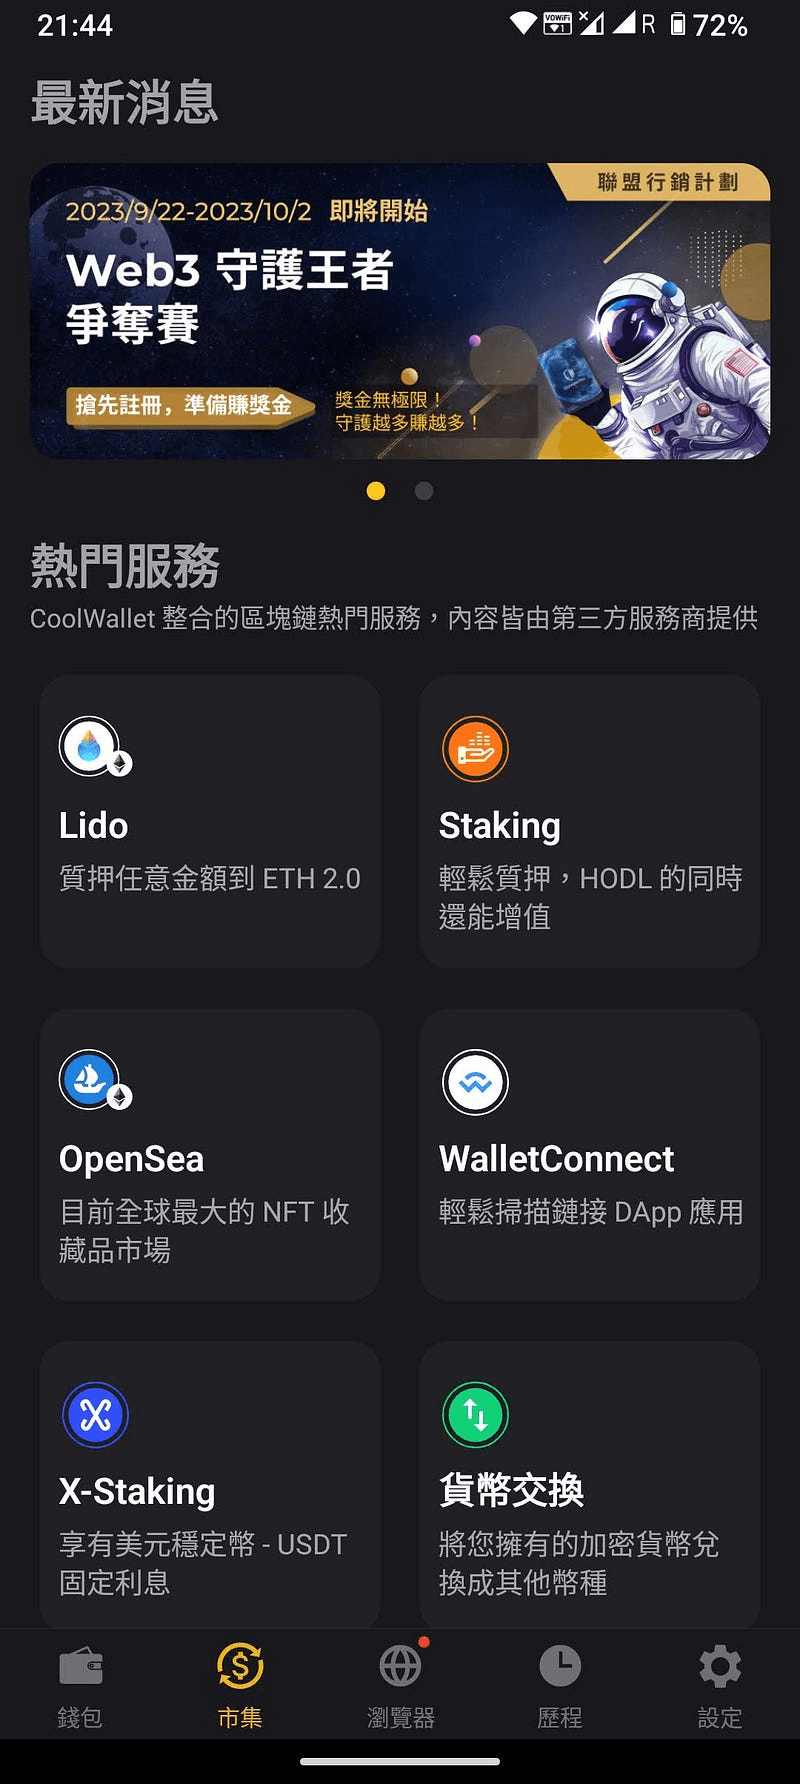 21:44
VoWiFi
1
R
72%
最新消息
聯盟行銷計劃
2023/9/22-2023/10/2 即將開始
Web3 守護王者
爭奪賽
搶先註冊，準備賺獎金
獎金無極限！
守護越多賺越多！
熱門服務
CoolWallet 整合的區塊鏈熱門服務，內容皆由第三方服務商提供
Lido
質押任意金額到 ETH 2.0
Staking
輕鬆質押，HODL 的同時
還能增值
OpenSea
目前全球最大的 NFT 收
藏品市場
WalletConnect
輕鬆掃描鏈接 DApp 應用
X-Staking
享有美元穩定幣 - USDT
固定利息
貨幣交換
將您擁有的加密貨幣兌
換成其他幣種
錢包
市集
瀏覽器
歷程
設定